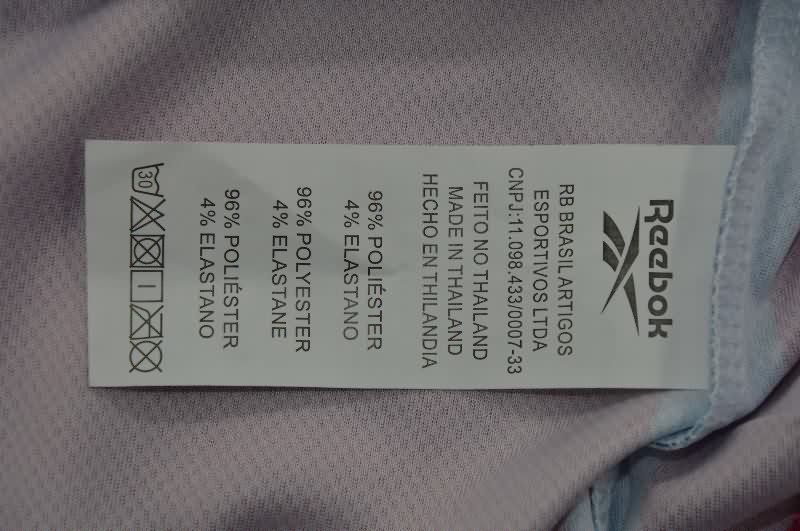 Reebok
RB BRASIL ARTIGOS
ESPORTIVOS LTDA
CNPJ:11.098.433/0007-33
FEITO NO THAILAND
MADE IN THAILAND
HECHO EN THILANDIA
96% POLIÉSTER
4% ELASTANO
96% POLYESTER
4% ELASTANE
96% POLIÉSTER
4% ELASTANO
30